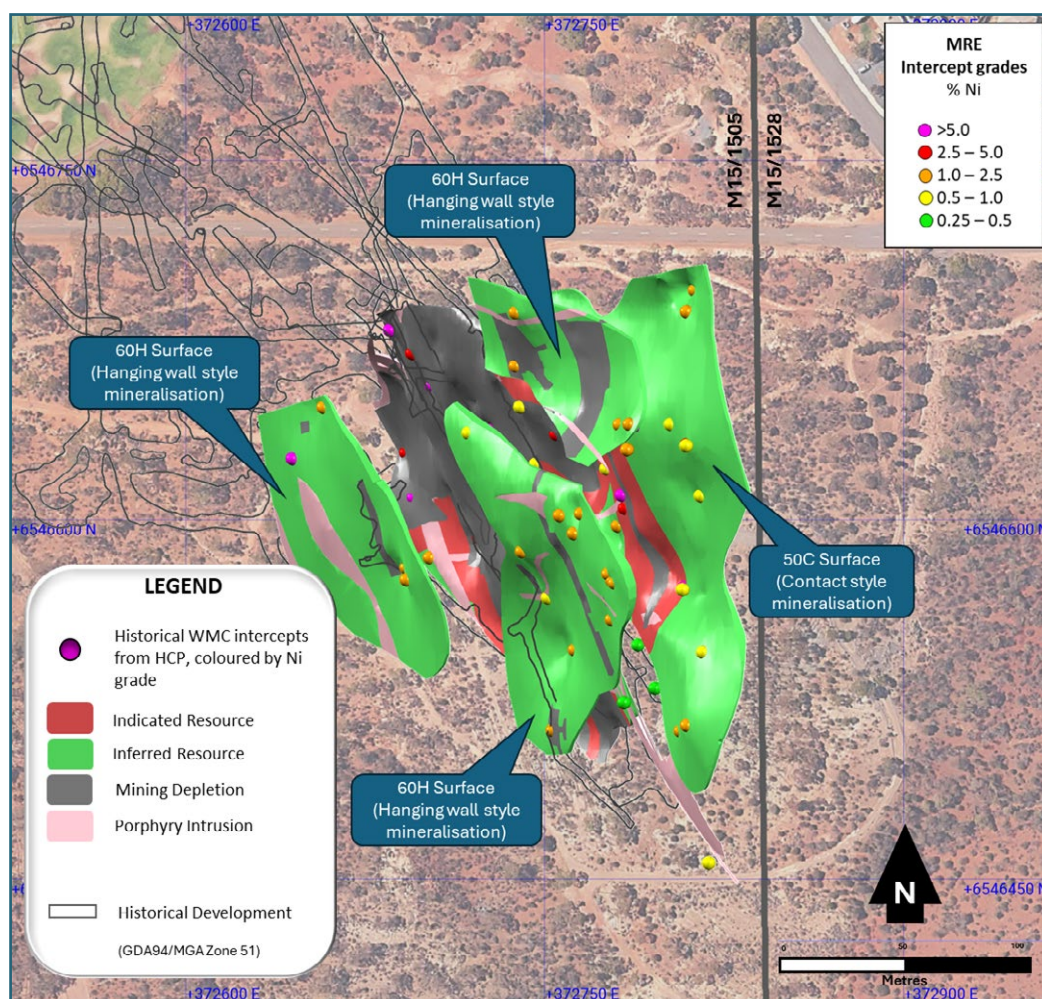 +372600 E
+372750 E
+372900 E
MRE
Intercept grades
% Ni
>5.0
2.5 – 5.0
1.0 – 2.5
0.5 – 1.0
0.25 – 0.5
M15/1505
M15/1528
+6546750 N
60H Surface
(Hanging wall style
mineralisation)
60H Surface
(Hanging wall style
mineralisation)
+6546600 N
+6546600 N
50C Surface
(Contact style
mineralisation)
60H Surface
(Hanging wall style
mineralisation)
LEGEND
Historical WMC intercepts
from HCP, coloured by Ni
grade
Indicated Resource
Inferred Resource
Mining Depletion
Porphyry Intrusion
Historical Development
(GDA94/MGA Zone 51)
+6546450 N
N
0
50
100
Metres
+372600 E
+372750 E
+372900 E